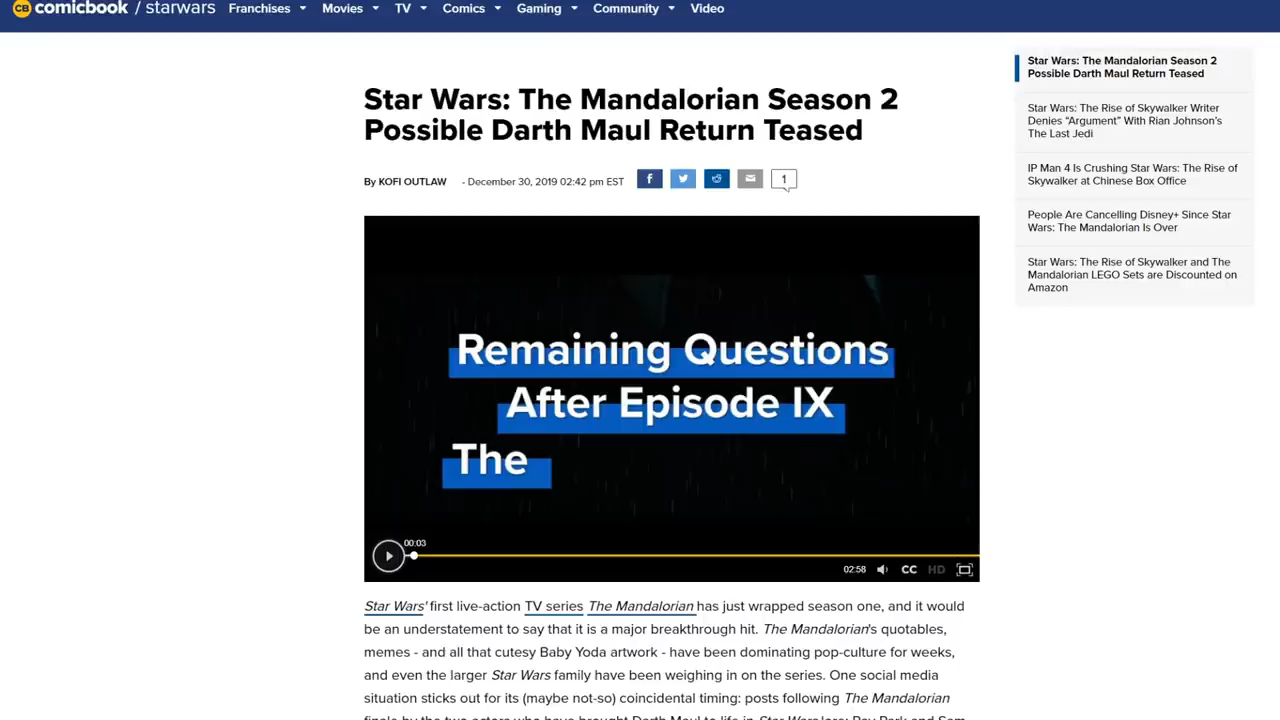 CB comicbook / starwars Franchises Movies TV Comics Gaming Community Video
Star Wars: The Mandalorian Season 2
Possible Darth Maul Return Teased
By KOFI OUTLAW - December 30, 2019 02:42 pm EST f 1
Remaining Questions
After Episode IX
The
00:03
02:58 CC HD
Star Wars' first live-action TV series The Mandalorian has just wrapped season one, and it would
be an understatement to say that it is a major breakthrough hit. The Mandalorian's quotables,
memes - and all that cutesy Baby Yoda artwork - have been dominating pop-culture for weeks,
and even the larger Star Wars family have been weighing in on the series. One social media
situation sticks out for its (maybe not-so) coincidental timing: posts following The Mandalorian
finale by the two actors who have brought Darth Maul to life in Star Wars lore: Ray Park and Sam
Star Wars: The Mandalorian Season 2
Possible Darth Maul Return Teased
Star Wars: The Rise of Skywalker Writer
Denies “Argument” With Rian Johnson’s
The Last Jedi
IP Man 4 Is Crushing Star Wars: The Rise of
Skywalker at Chinese Box Office
People Are Cancelling Disney+ Since Star
Wars: The Mandalorian Is Over
Star Wars: The Rise of Skywalker and The
Mandalorian LEGO Sets are Discounted on
Amazon